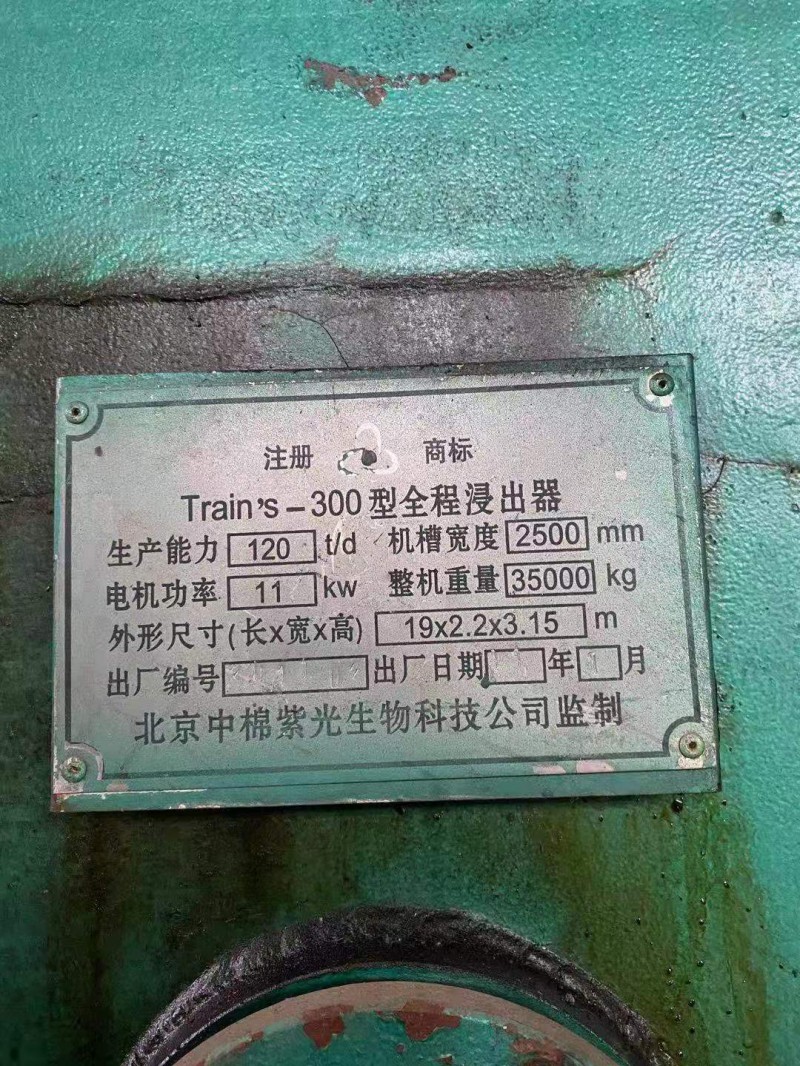 注册 商标
Train's-300型全程浸出器
生产能力 120 t/d 机槽宽度 2500 mm
电机功率 11 kw 整机重量 35000 kg
外形尺寸(长x宽x高) 19x2.2x3.15 m
出厂编号 出厂日期 年 月
北京中棉紫光生物科技公司监制